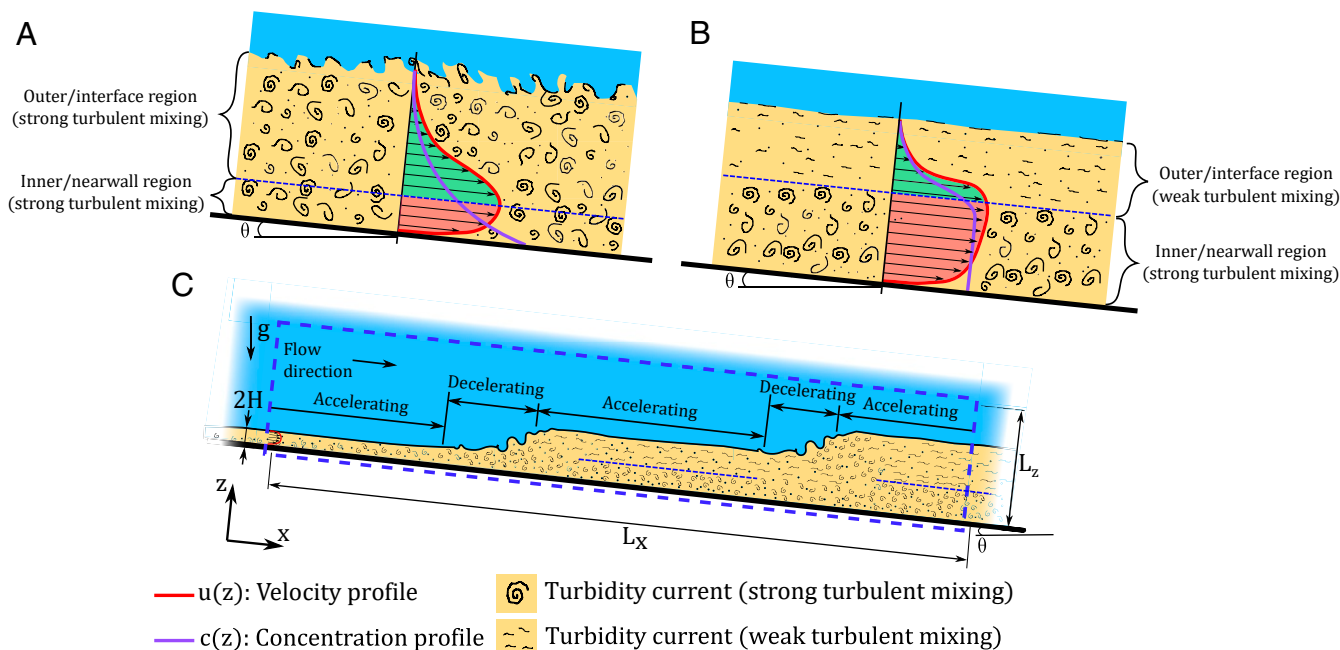 A
Outer/interface region
(strong turbulent mixing)
Inner/nearwall region
(strong turbulent mixing)
θ
B
Outer/interface region
(weak turbulent mixing)
Inner/nearwall region
(strong turbulent mixing)
θ
C
g
Flow
direction
2H
Accelerating
Decelerating
Accelerating
Decelerating
Accelerating
Lz
z
x
Lx
θ
u(z): Velocity profile
Turbidity current (strong turbulent mixing)
c(z): Concentration profile
Turbidity current (weak turbulent mixing)